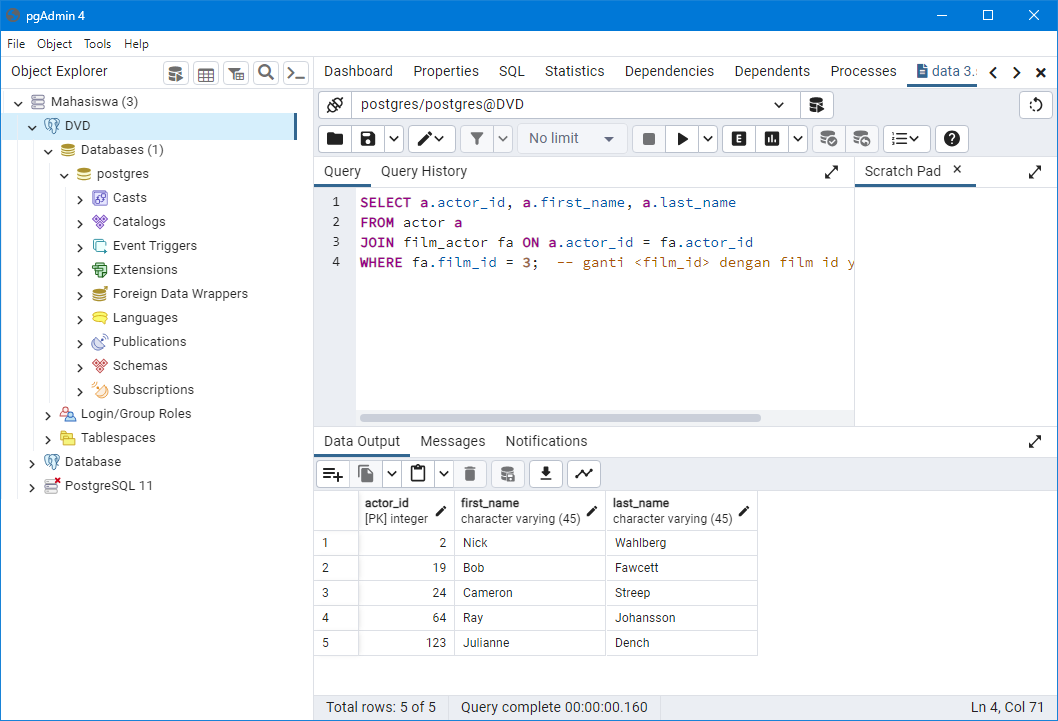 pgAdmin 4
File Object Tools Help
Object Explorer
Mahasiswa (3)
DVD
Databases (1)
postgres
Casts
Catalogs
Event Triggers
Extensions
Foreign Data Wrappers
Languages
Publications
Schemas
Subscriptions
Login/Group Roles
Tablespaces
Database
PostgreSQL 11
Dashboard Properties SQL Statistics Dependencies Dependents Processes data 3.
postgres/postgres@DVD
No limit
E
Query Query History
Scratch Pad
1 SELECT a.actor_id, a.first_name, a.last_name
2 FROM actor a
3 JOIN film_actor fa ON a.actor_id = fa.actor_id
4 WHERE fa.film_id = 3;  -- ganti <film_id> dengan film id y
Data Output Messages Notifications
actor_id first_name last_name
[PK] integer character varying (45) character varying (45)
1 2 Nick Wahlberg
2 19 Bob Fawcett
3 24 Cameron Streep
4 64 Ray Johansson
5 123 Julianne Dench
Total rows: 5 of 5 Query complete 00:00:00.160 Ln 4, Col 71